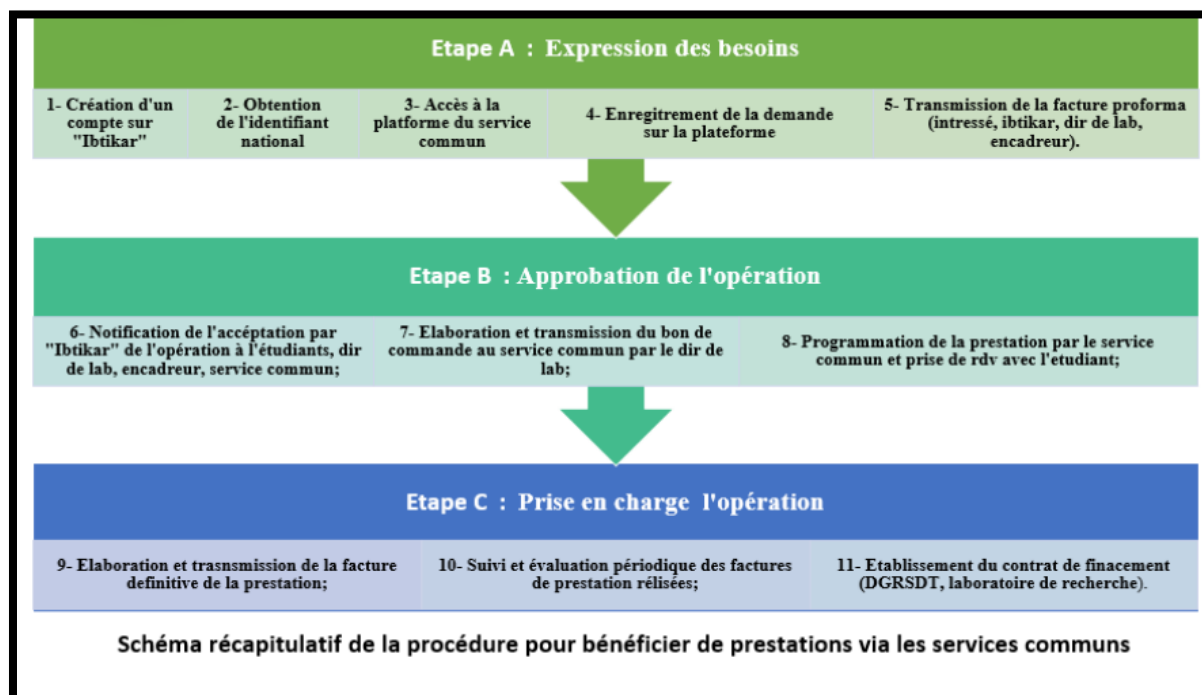 Etape A : Expression des besoins
1- Création d'un
compte sur
"Ibtikar"
2- Obtention
de l'identifiant
national
3- Accès à la
platforme du service
commun
4- Enregitrement de la demande
sur la plateforme
5- Transmission de la facture proforma
(intressé, ibtikar, dir de lab,
encadreur).
Etape B : Approbation de l'opération
6- Notification de l'accéptation par
"Ibtikar" de l'opération à l'étudiants, dir
de lab, encadreur, service commun;
7- Elaboration et transmission du bon de
commande au service commun par le dir de
lab;
8- Programmation de la prestation par le service
commun et prise de rdv avec l'etudiant;
Etape C : Prise en charge l'opération
9- Elaboration et trasnsmission de la facture
definitive de la prestation;
10- Suivi et évaluation périodique des factures
de prestation rélisées;
11- Etablissement du contrat de finacement
(DGRSDT, laboratoire de recherche).
Schéma récapitulatif de la procédure pour bénéficier de prestations via les services communs